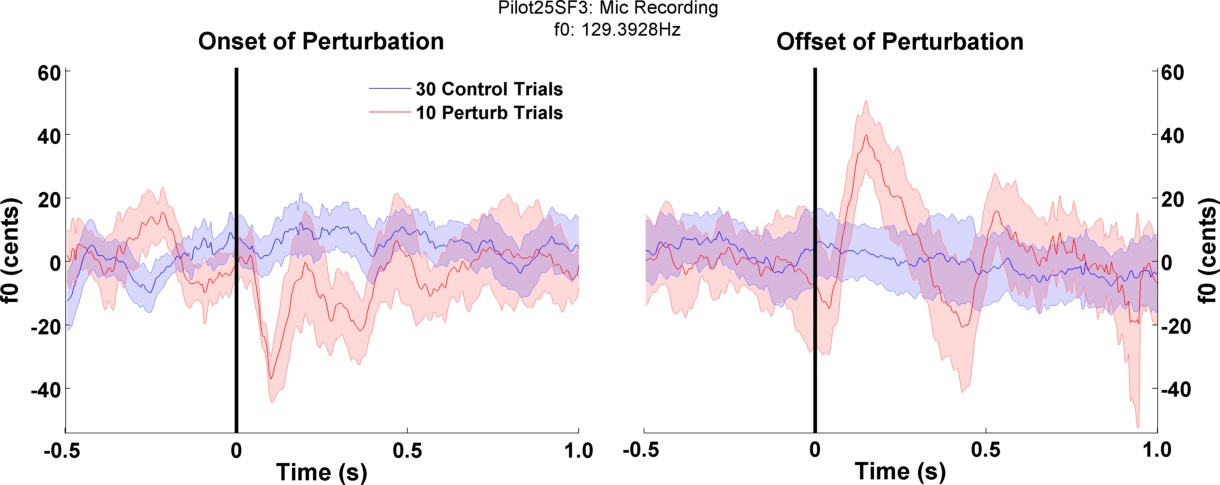 Pilot25SF3: Mic Recording
f0: 129.3928Hz
Onset of Perturbation
Offset of Perturbation
30 Control Trials
10 Perturb Trials
f0 (cents)
60
40
20
0
-20
-40
-0.5
0
0.5
1.0
Time (s)
60
40
20
0
-20
-40
f0 (cents)
-0.5
0
0.5
1.0
Time (s)